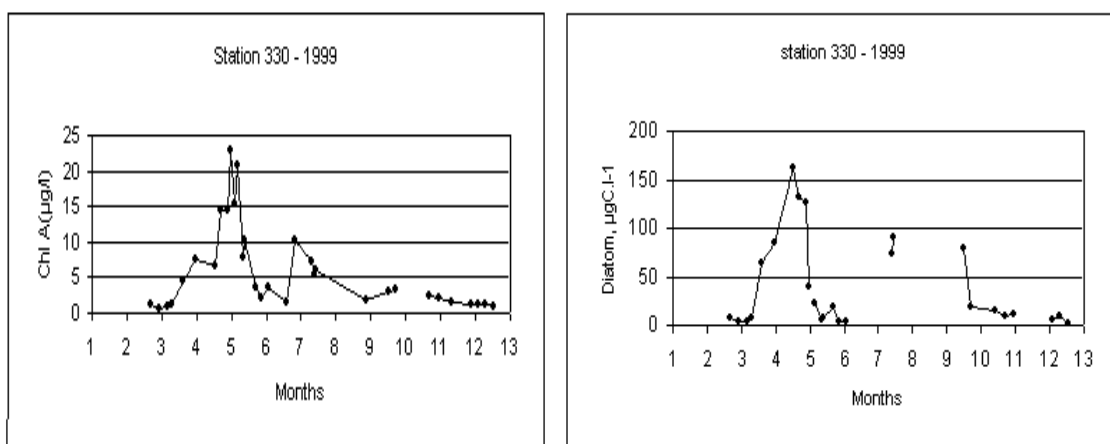 Station 330 - 1999
Chl A(µg/l)
25
20
15
10
5
0
1 2 3 4 5 6 7 8 9 10 11 12 13
Months
station 330 - 1999
Diatom, µgC.l-1
200
150
100
50
0
1 2 3 4 5 6 7 8 9 10 11 12 13
Months